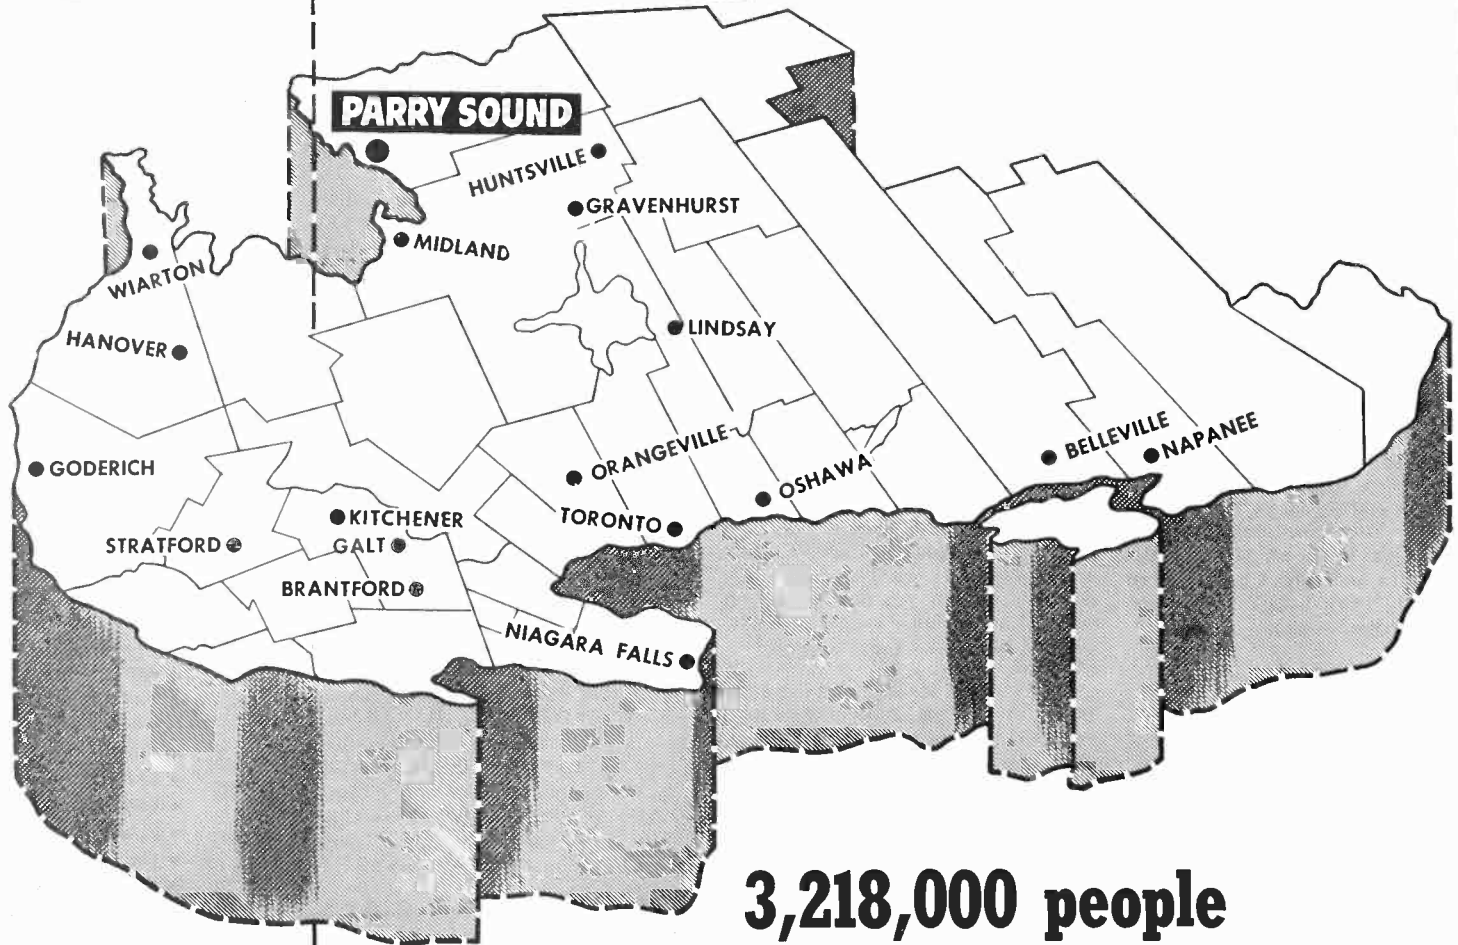 PARRY SOUND
HUNTSVILLE
GRAVENHURST
MIDLAND
WIARTON
LINDSAY
HANOVER
ORANGEVILLE
BELLEVILLE
NAPANEE
GODERICH
OSHAWA
KITCHENER
TORONTO
STRATFORD
GALT
BRANTFORD
NIAGARA FALLS
3,218,000 people